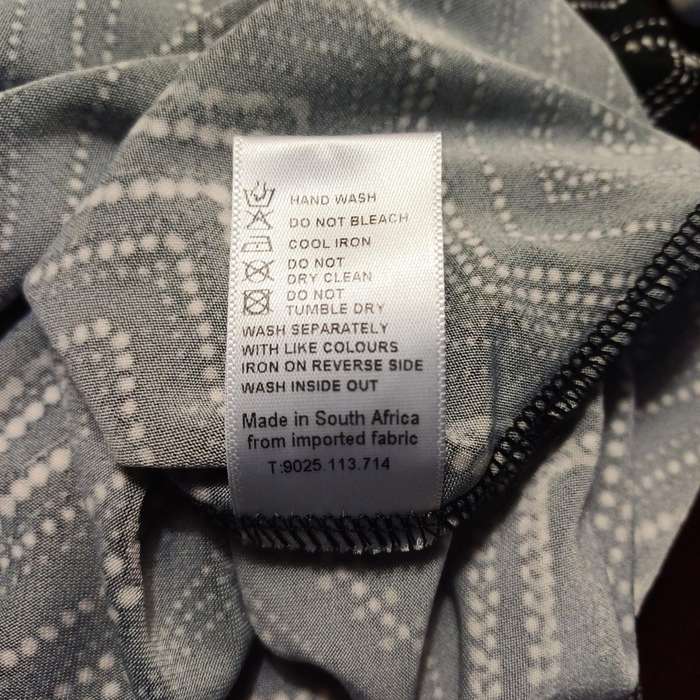 HAND WASH
DO NOT BLEACH
COOL IRON
DO NOT
DRY CLEAN
DO NOT
TUMBLE DRY
WASH SEPARATELY
WITH LIKE COLOURS
IRON ON REVERSE SIDE
WASH INSIDE OUT
Made in South Africa
from imported fabric
T:9025.113.714